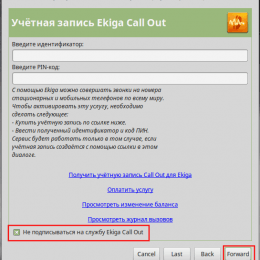 Учётная запись Ekiga Call Out
Введите идентификатор:
Введите PIN-код:
С помощью Ekiga можно совершать звонки на номера
стационарных и мобильных телефонов по всему миру.
Чтобы активировать эту услугу, необходимо
сделать следующее:
- Купить учётную запись по ссылке ниже.
- Ввести полученный идентификатор и код ПИН.
Сервис будет работать только в том случае, если
учётная запись создаётся с помощью ссылки в этом
диалоге.
Получить учётную запись Call Out для Ekiga
Оплатить услугу
Просмотреть изменение баланса
Просмотреть журнал вызовов
Не подписываться на службу Ekiga Call Out
Cancel Last Back Forward